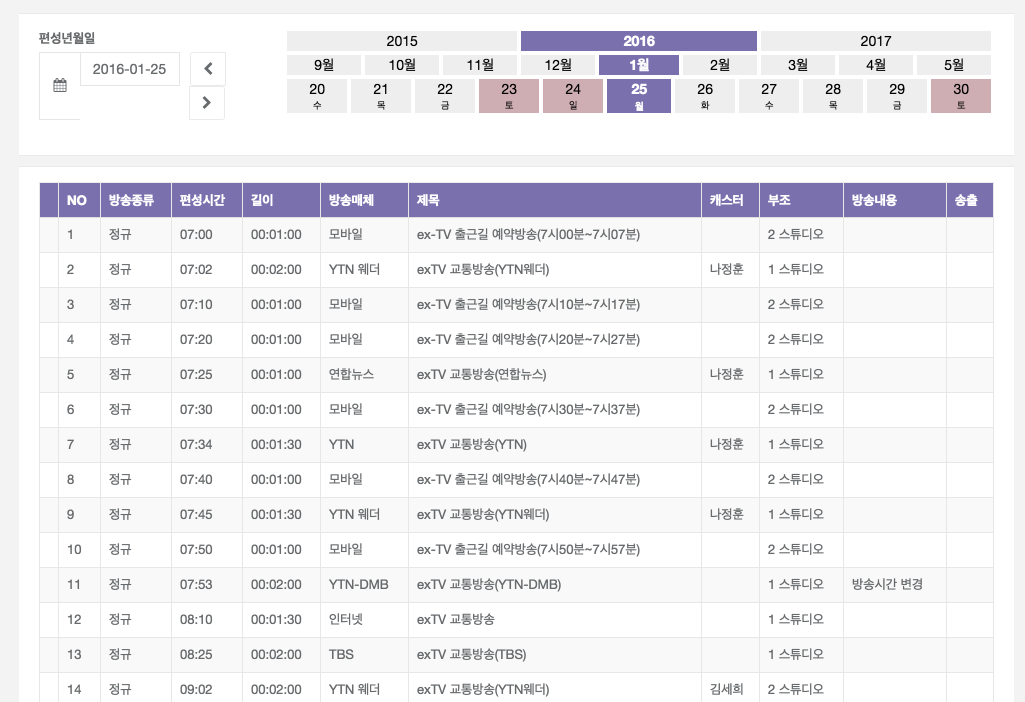 편성년월일
2016-01-25
2015 2016 2017
9월 10월 11월 12월 1월 2월 3월 4월 5월
20 21 22 23 24 25 26 27 28 29 30
수 목 금 토 일 월 화 수 목 금 토
NO 방송종류 편성시간 길이 방송매체 제목 캐스터 부조 방송내용 송출
1 정규 07:00 00:01:00 모바일 ex-TV 출근길 예약방송(7시00분~7시07분) 2 스튜디오
2 정규 07:02 00:02:00 YTN 웨더 exTV 교통방송(YTN웨더) 나정훈 1 스튜디오
3 정규 07:10 00:01:00 모바일 ex-TV 출근길 예약방송(7시10분~7시17분) 2 스튜디오
4 정규 07:20 00:01:00 모바일 ex-TV 출근길 예약방송(7시20분~7시27분) 2 스튜디오
5 정규 07:25 00:01:00 연합뉴스 exTV 교통방송(연합뉴스) 나정훈 1 스튜디오
6 정규 07:30 00:01:00 모바일 ex-TV 출근길 예약방송(7시30분~7시37분) 2 스튜디오
7 정규 07:34 00:01:30 YTN exTV 교통방송(YTN) 나정훈 1 스튜디오
8 정규 07:40 00:01:00 모바일 ex-TV 출근길 예약방송(7시40분~7시47분) 2 스튜디오
9 정규 07:45 00:01:30 YTN 웨더 exTV 교통방송(YTN웨더) 나정훈 1 스튜디오
10 정규 07:50 00:01:00 모바일 ex-TV 출근길 예약방송(7시50분~7시57분) 2 스튜디오
11 정규 07:53 00:02:00 YTN-DMB exTV 교통방송(YTN-DMB) 1 스튜디오 방송시간 변경
12 정규 08:10 00:01:30 인터넷 exTV 교통방송 1 스튜디오
13 정규 08:25 00:02:00 TBS exTV 교통방송(TBS) 1 스튜디오
14 정규 09:02 00:02:00 YTN 웨더 exTV 교통방송(YTN웨더) 김세희 2 스튜디오